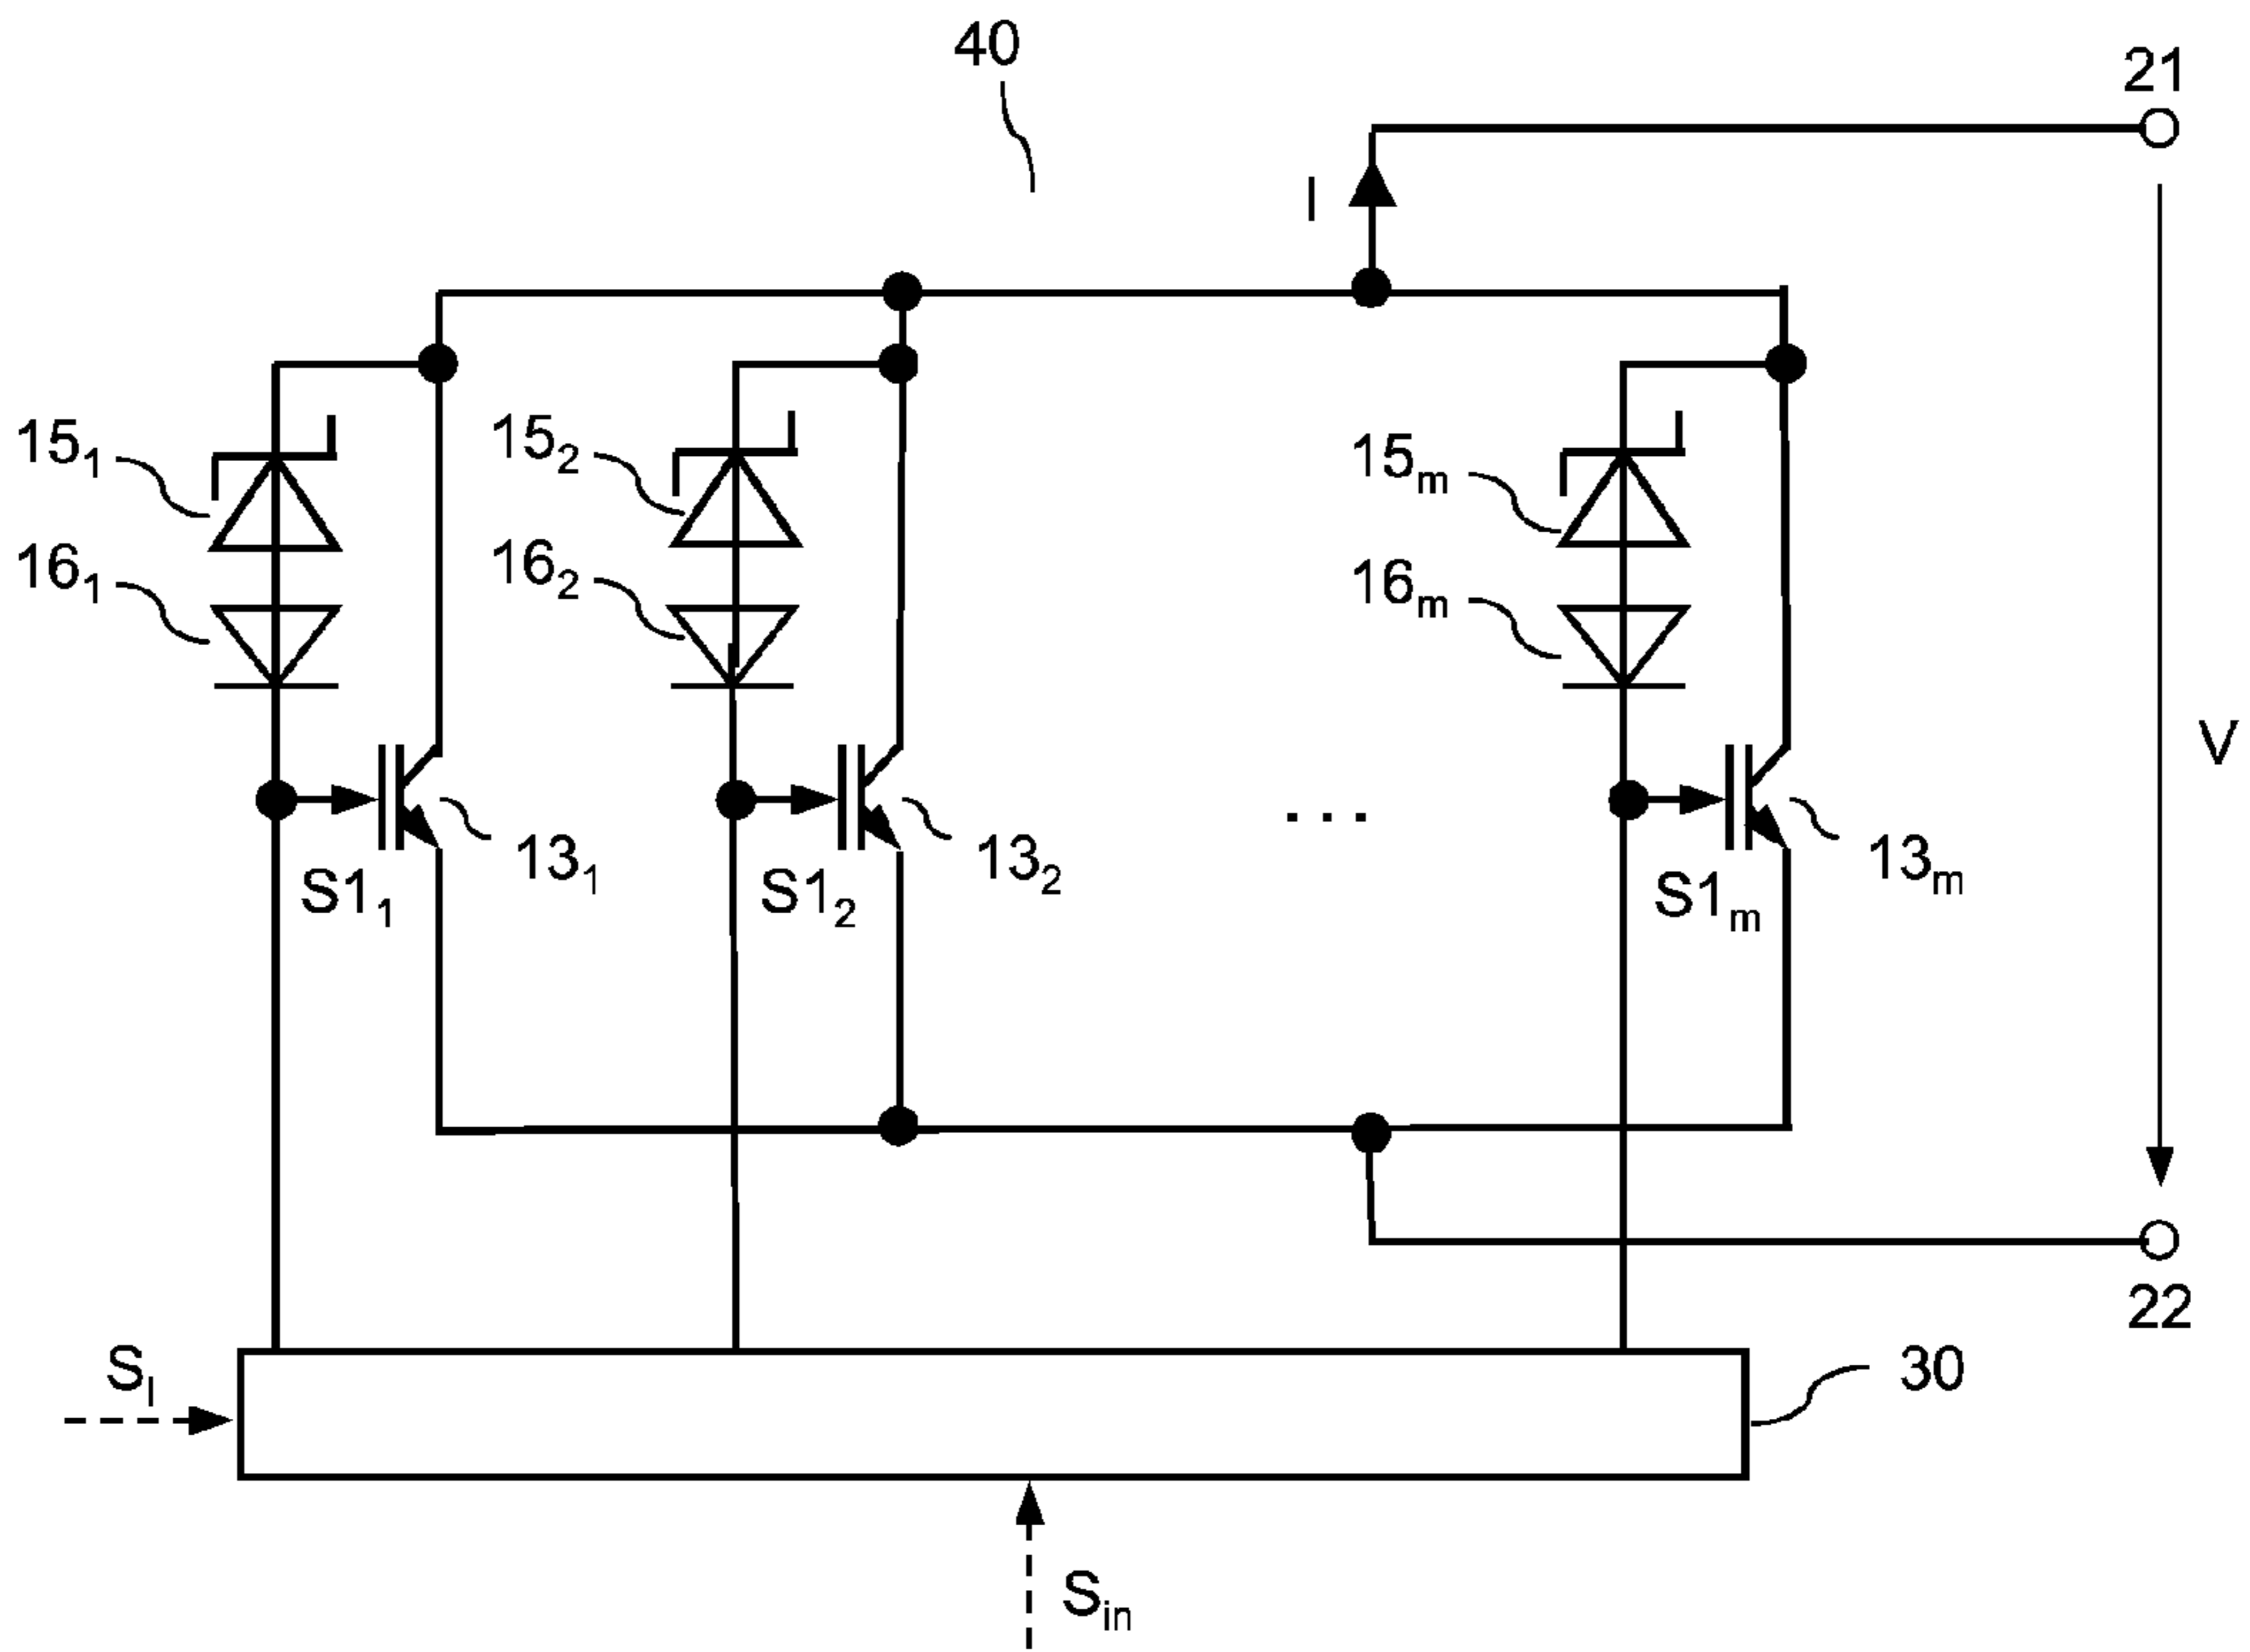 40
21
I
15₁
15₂
15ₘ
16₁
16₂
16ₘ
V
...
13₁
13₂
13ₘ
S1₁
S1₂
S1ₘ
22
S_I
30
S_in